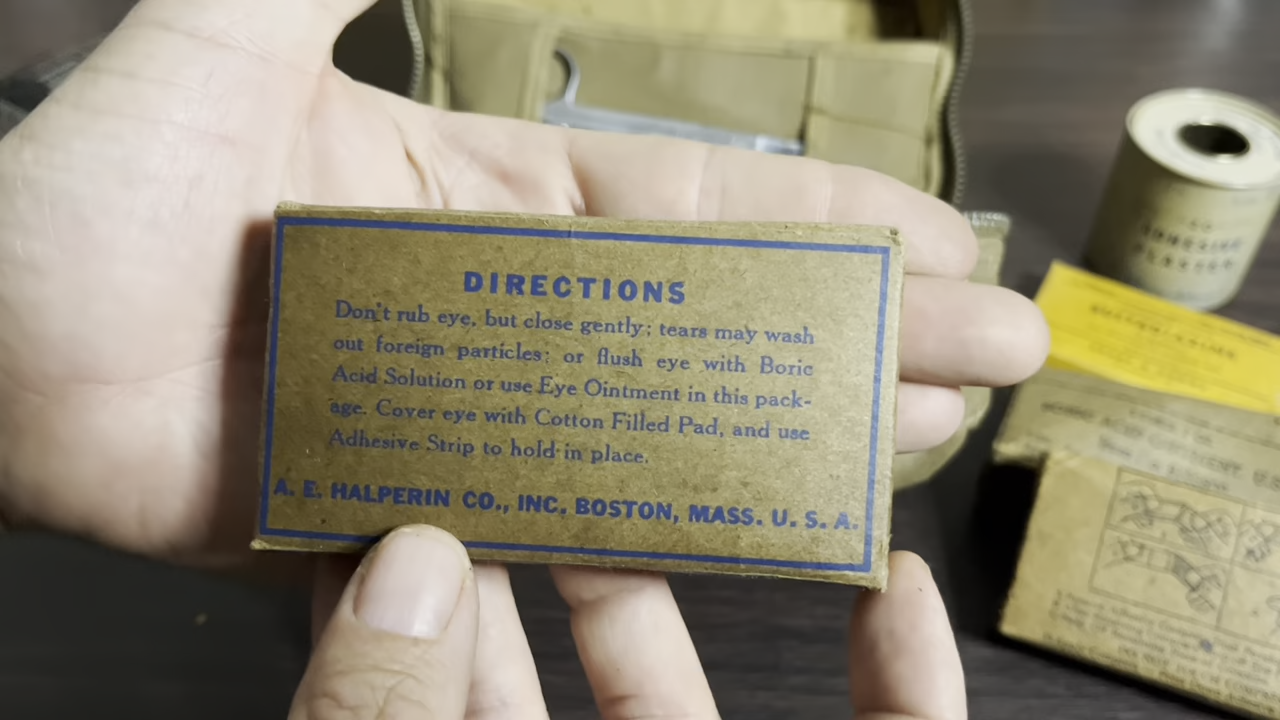 DIRECTIONS
Don't rub eye, but close gently; tears may wash
out foreign particles; or flush eye with Boric
Acid Solution or use Eye Ointment in this pack-
age. Cover eye with Cotton Filled Pad, and use
Adhesive Strip to hold in place.
A. E. HALPERIN CO., INC. BOSTON, MASS. U. S. A.
ADHESIVE
PLASTER